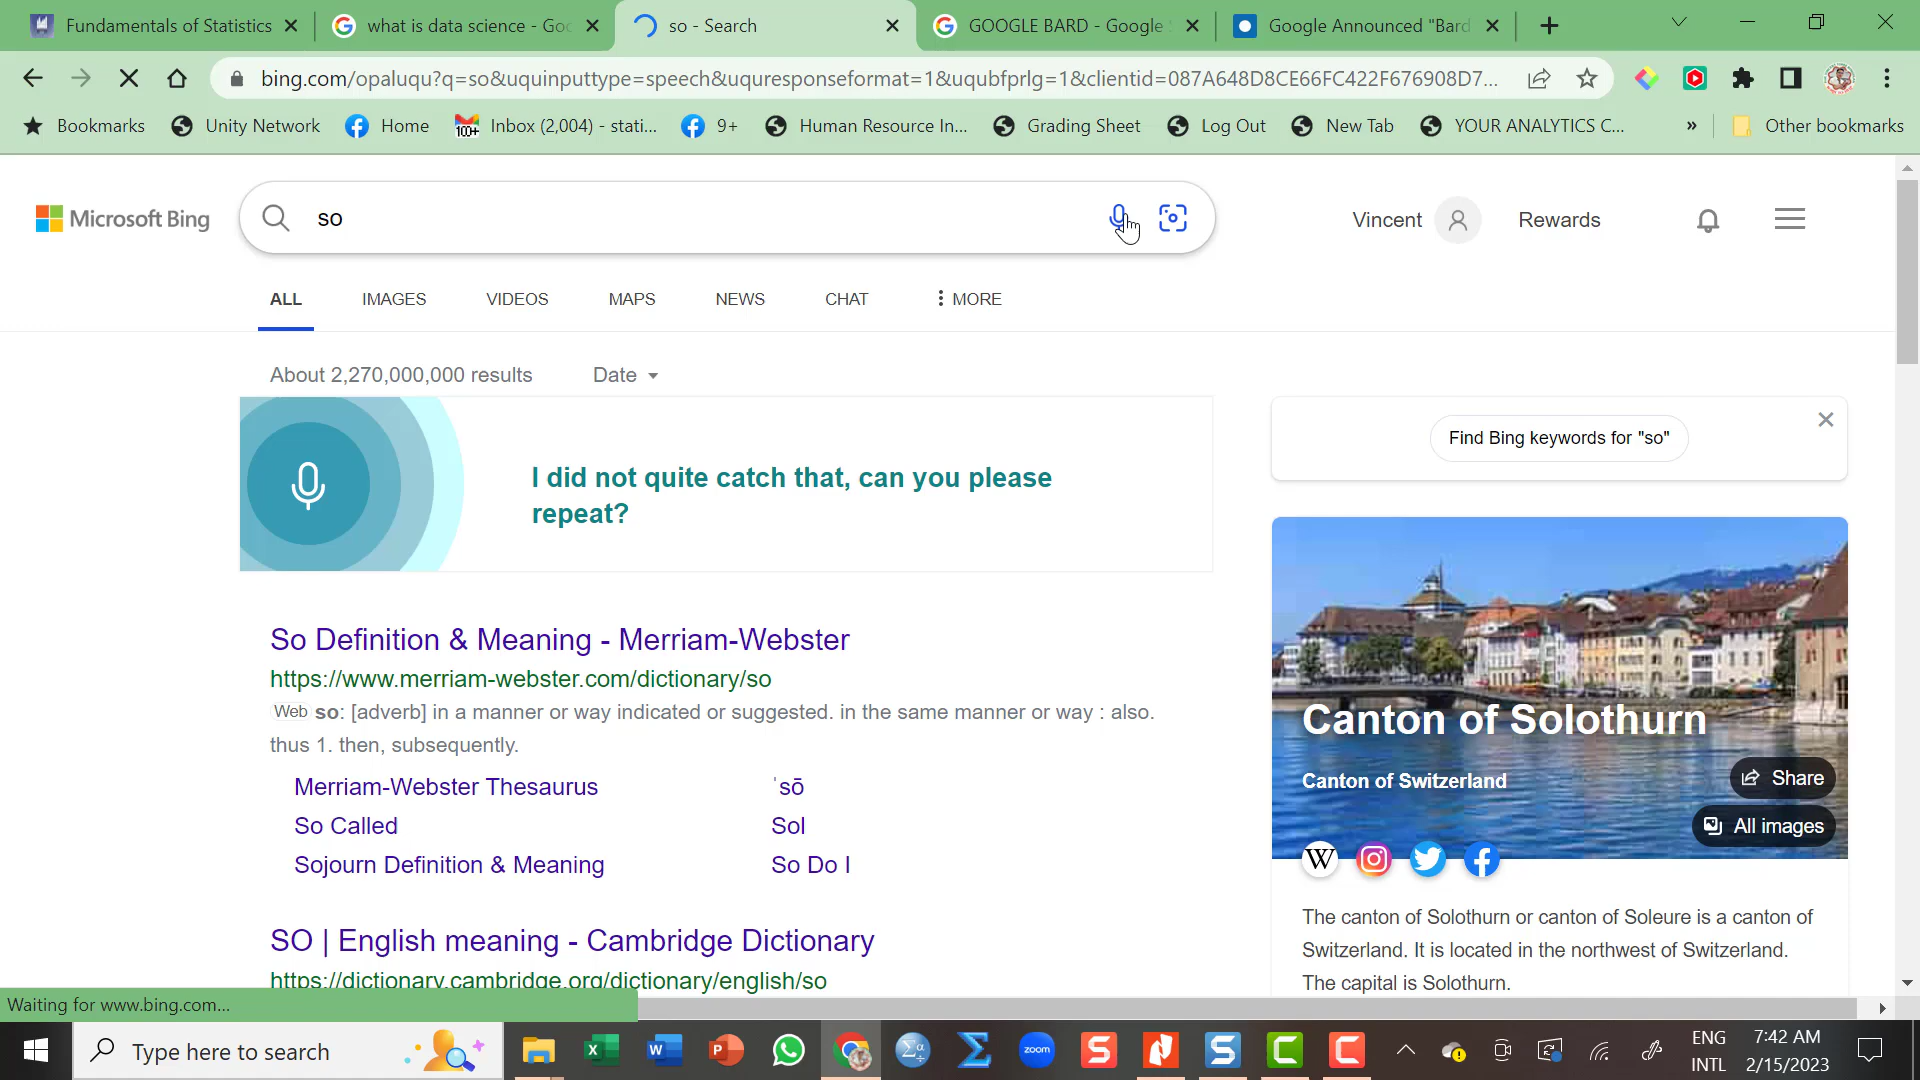 Fundamentals of Statistics
what is data science - Goo
so - Search
GOOGLE BARD - Google S
Google Announced "Bard
bing.com/opaluqu?q=so&uquinputtype=speech&uquresponseformat=1&uqubfprlg=1&clientid=087A648D8CE66FC422F676908D7...
Bookmarks
Unity Network
Home
100+
Inbox (2,004) - stati...
9+
Human Resource In...
Grading Sheet
Log Out
New Tab
YOUR ANALYTICS C...
»
Other bookmarks
Microsoft Bing
so
Vincent
Rewards
ALL
IMAGES
VIDEOS
MAPS
NEWS
CHAT
MORE
About 2,270,000,000 results
Date
I did not quite catch that, can you please
repeat?
Find Bing keywords for "so"
So Definition & Meaning - Merriam-Webster
https://www.merriam-webster.com/dictionary/so
Web so: [adverb] in a manner or way indicated or suggested. in the same manner or way : also.
thus 1. then, subsequently.
Merriam-Webster Thesaurus
ˈsō
So Called
Sol
Sojourn Definition & Meaning
So Do I
SO | English meaning - Cambridge Dictionary
https://dictionary.cambridge.org/dictionary/english/so
Canton of Solothurn
Canton of Switzerland
Share
All images
W
The canton of Solothurn or canton of Soleure is a canton of
Switzerland. It is located in the northwest of Switzerland.
The capital is Solothurn.
Waiting for www.bing.com...
Type here to search
zoom
ENG
INTL
7:42 AM
2/15/2023